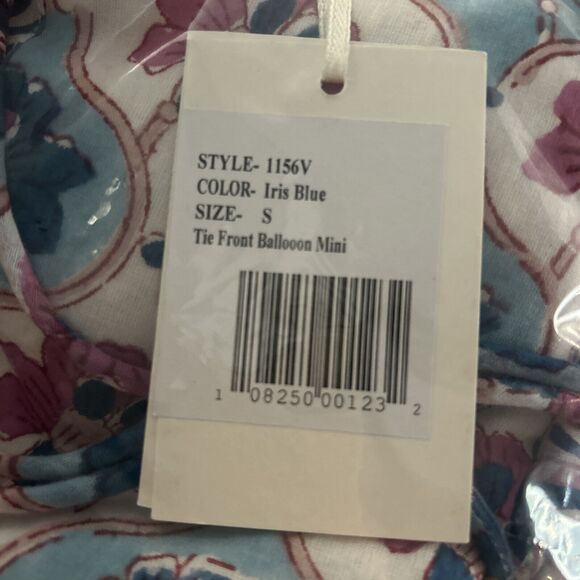 STYLE- 1156V
COLOR- Iris Blue
SIZE- S
Tie Front Ballooon Mini
1 08250 00123 2